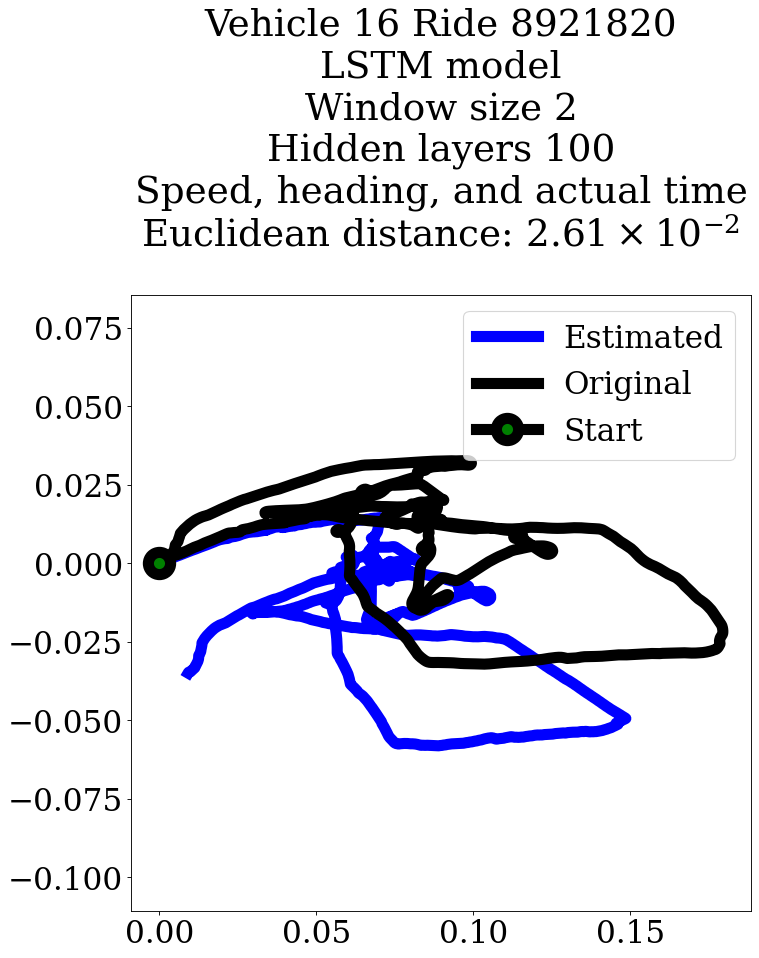 Vehicle 16 Ride 8921820
LSTM model
Window size 2
Hidden layers 100
Speed, heading, and actual time
Euclidean distance: 2.61 × 10⁻²
Estimated
Original
Start
0.075
0.050
0.025
0.000
−0.025
−0.050
−0.075
−0.100
0.00 0.05 0.10 0.15